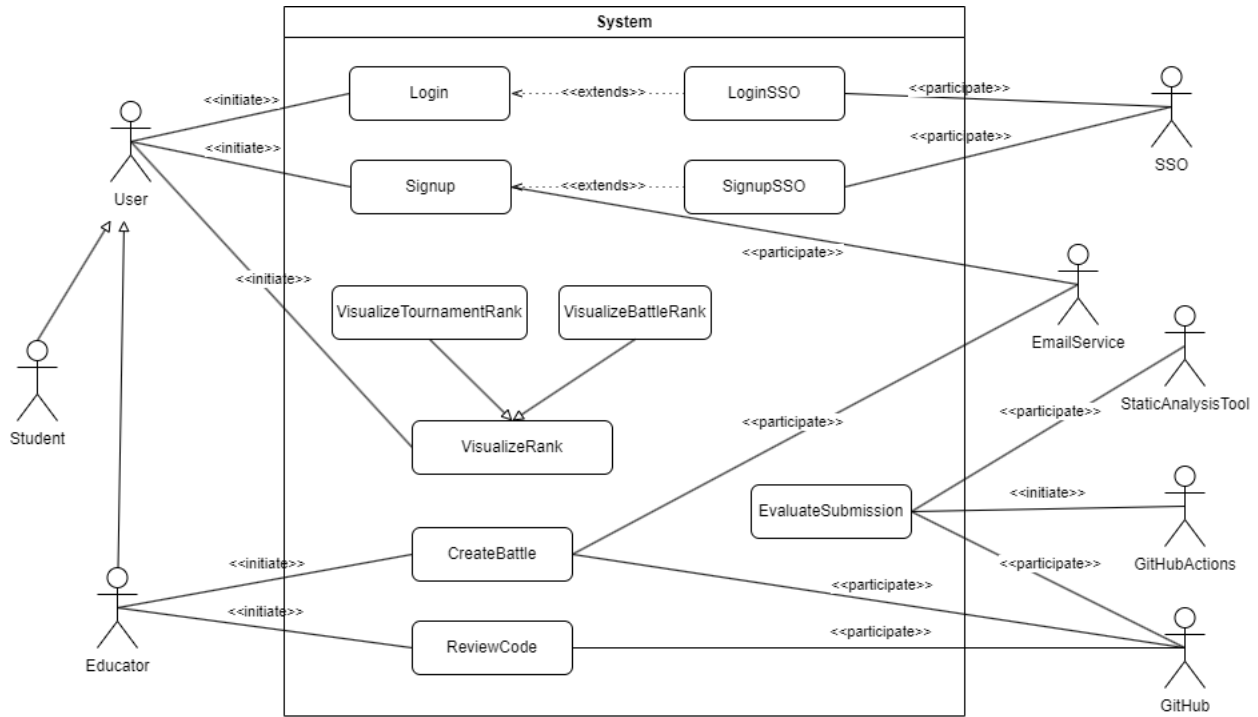 System
Login
<<extends>>
LoginSSO
<<initiate>>
<<participate>>
User
<<initiate>>
Signup
<<extends>>
SignupSSO
<<participate>>
SSO
<<participate>>
<<initiate>>
VisualizeTournamentRank
VisualizeBattleRank
EmailService
StaticAnalysisTool
<<participate>>
<<participate>>
Student
VisualizeRank
<<initiate>>
EvaluateSubmission
GitHubActions
CreateBattle
<<initiate>>
<<participate>>
<<participate>>
<<initiate>>
ReviewCode
<<participate>>
Educator
GitHub